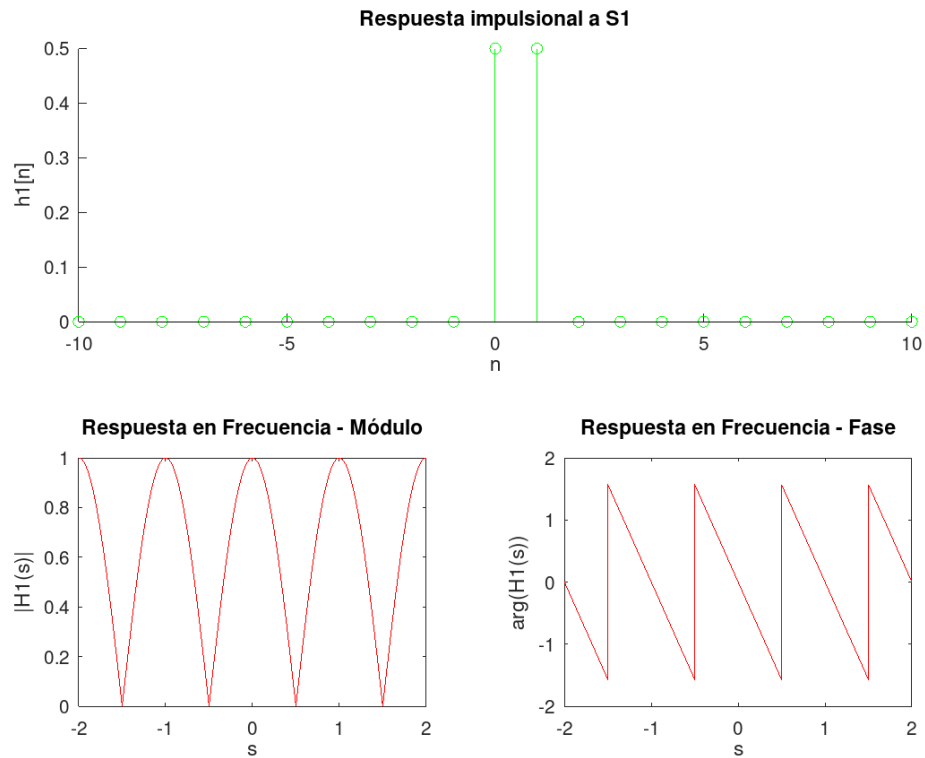 Respuesta impulsional a S1
0.5
0.4
0.3
0.2
0.1
0
h1[n]
-10 -5 0 5 10
n
Respuesta en Frecuencia - Módulo
1
0.8
0.6
0.4
0.2
0
|H1(s)|
-2 -1 0 1 2
s
Respuesta en Frecuencia - Fase
2
1
0
-1
-2
arg(H1(s))
-2 -1 0 1 2
s